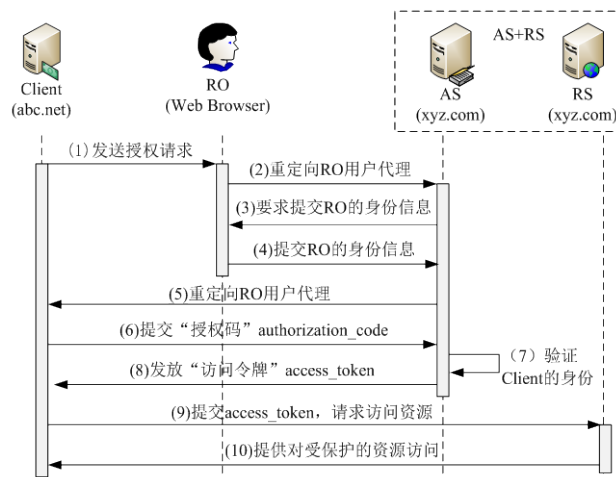 AS+RS
Client
(abc.net)
RO
(Web Browser)
AS
(xyz.com)
RS
(xyz.com)
(1)发送授权请求
(2)重定向RO用户代理
(3)要求提交RO的身份信息
(4)提交RO的身份信息
(5)重定向RO用户代理
(6)提交“授权码”authorization_code
(7)验证
Client的身份
(8)发放“访问令牌”access_token
(9)提交access_token，请求访问资源
(10)提供对受保护的资源访问